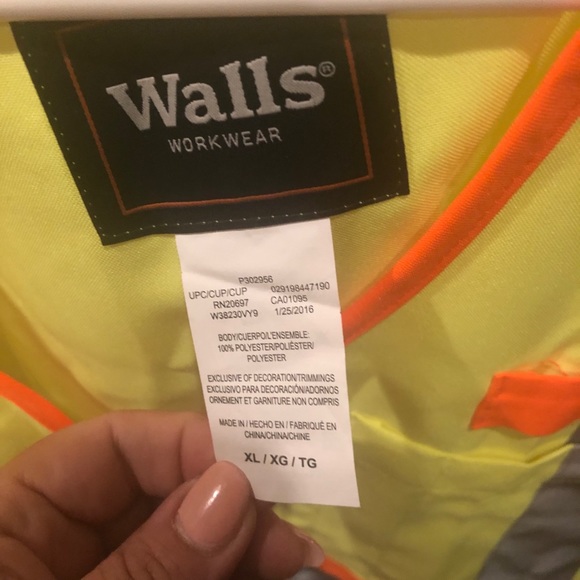 Walls®
WORKWEAR
P302956
UPC/CUP/CUP 029198447190
RN20697 CA01095
W38230VY9 1/25/2016
BODY/CUERPO/L'ENSEMBLE:
100% POLYESTER/POLIÉSTER/
POLYESTER
EXCLUSIVE OF DECORATION/TRIMMINGS
EXCLUSIVO PARA DECORACIÓN/ADORNOS
ORNEMENT ET GARNITURE NON COMPRIS
MADE IN / HECHO EN / FABRIQUÉ EN
CHINA/CHINA/CHINE
XL / XG / TG